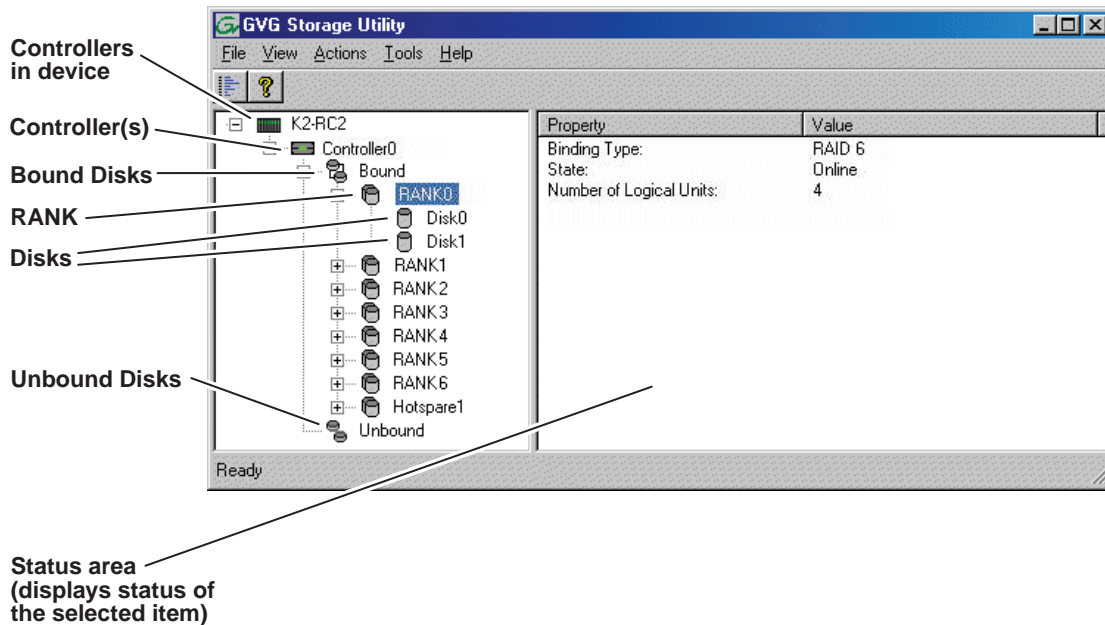 GVG Storage Utility
File View Actions Tools Help
Controllers
in device
Controller(s)
Bound Disks
RANK
Disks
Unbound Disks
Status area
(displays status of
the selected item)
K2-RC2
Controller0
Bound
RANK0
Disk0
Disk1
RANK1
RANK2
RANK3
RANK4
RANK5
RANK6
Hotspare1
Unbound
Property Value
Binding Type: RAID 6
State: Online
Number of Logical Units: 4
Ready